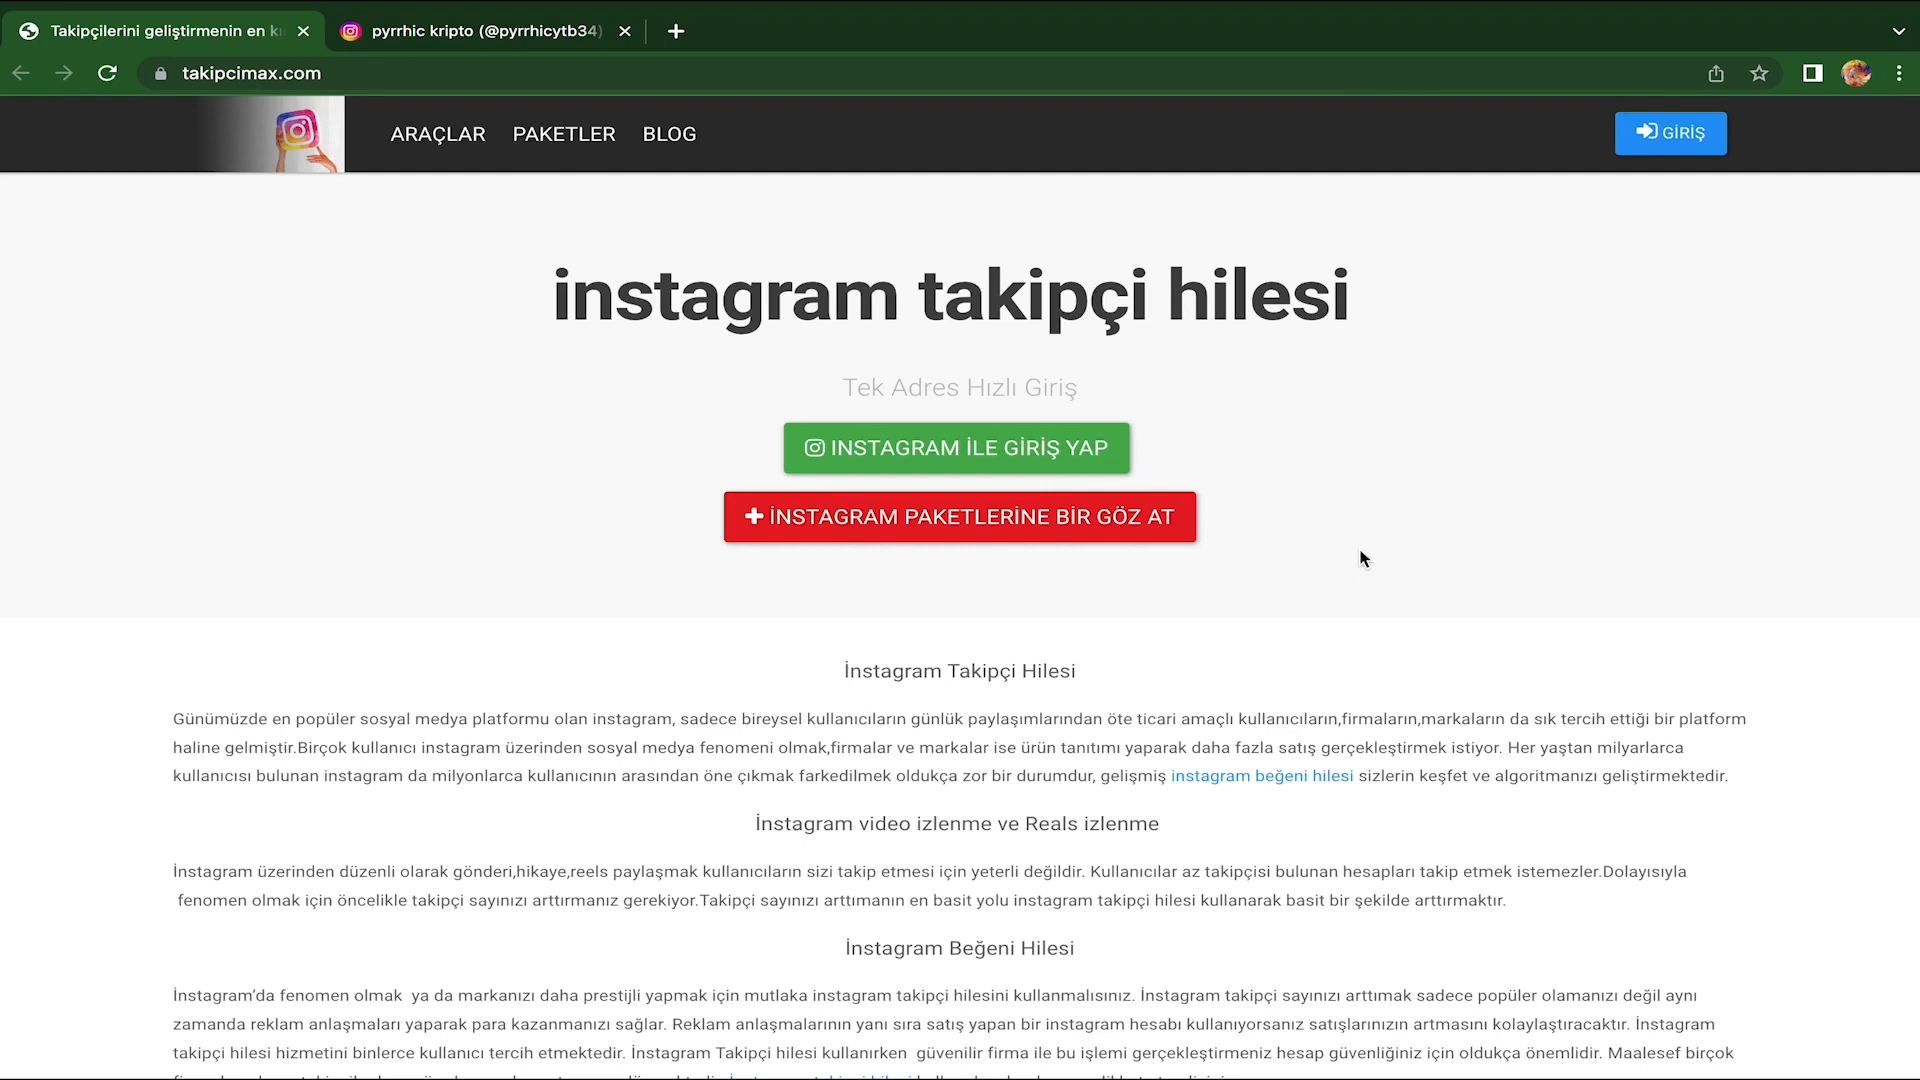 Takipçilerini geliştirmenin en
pyrrhic kripto (@pyrrhicytb34)
takipcimax.com
ARAÇLAR PAKETLER BLOG
GİRİŞ
instagram takipçi hilesi
Tek Adres Hızlı Giriş
INSTAGRAM İLE GİRİŞ YAP
İNSTAGRAM PAKETLERİNE BİR GÖZ AT
İnstagram Takipçi Hilesi
Günümüzde en popüler sosyal medya platformu olan instagram, sadece bireysel kullanıcıların günlük paylaşımlarından öte ticari amaçlı kullanıcıların,firmaların,markaların da sık tercih ettiği bir platform
haline gelmiştir.Birçok kullanıcı instagram üzerinden sosyal medya fenomeni olmak,firmalar ve markalar ise ürün tanıtımı yaparak daha fazla satış gerçekleştirmek istiyor. Her yaştan milyarlarca
kullanıcısı bulunan instagram da milyonlarca kullanıcının arasından öne çıkmak farkedilmek oldukça zor bir durumdur, gelişmiş instagram beğeni hilesi sizlerin keşfet ve algoritmanızı geliştirmektedir.
İnstagram video izlenme ve Reals izlenme
İnstagram üzerinden düzenli olarak gönderi,hikaye,reels paylaşmak kullanıcıların sizi takip etmesi için yeterli değildir. Kullanıcılar az takipçisi bulunan hesapları takip etmek istemezler.Dolayısıyla
fenomen olmak için öncelikle takipçi sayınızı arttırmanız gerekiyor.Takipçi sayınızı arttımanın en basit yolu instagram takipçi hilesi kullanarak basit bir şekilde arttırmaktır.
İnstagram Beğeni Hilesi
İnstagram'da fenomen olmak ya da markanızı daha prestijli yapmak için mutlaka instagram takipçi hilesini kullanmalısınız. İnstagram takipçi sayınızı arttımak sadece popüler olamanızı değil aynı
zamanda reklam anlaşmaları yaparak para kazanmanızı sağlar. Reklam anlaşmalarının yanı sıra satış yapan bir instagram hesabı kullanıyorsanız satışlarınızın artmasını kolaylaştıracaktır. İnstagram
takipçi hilesi hizmetini binlerce kullanıcı tercih etmektedir. İnstagram Takipçi hilesi kullanırken güvenilir firma ile bu işlemi gerçekleştirmeniz hesap güvenliğiniz için oldukça önemlidir. Maalesef birçok